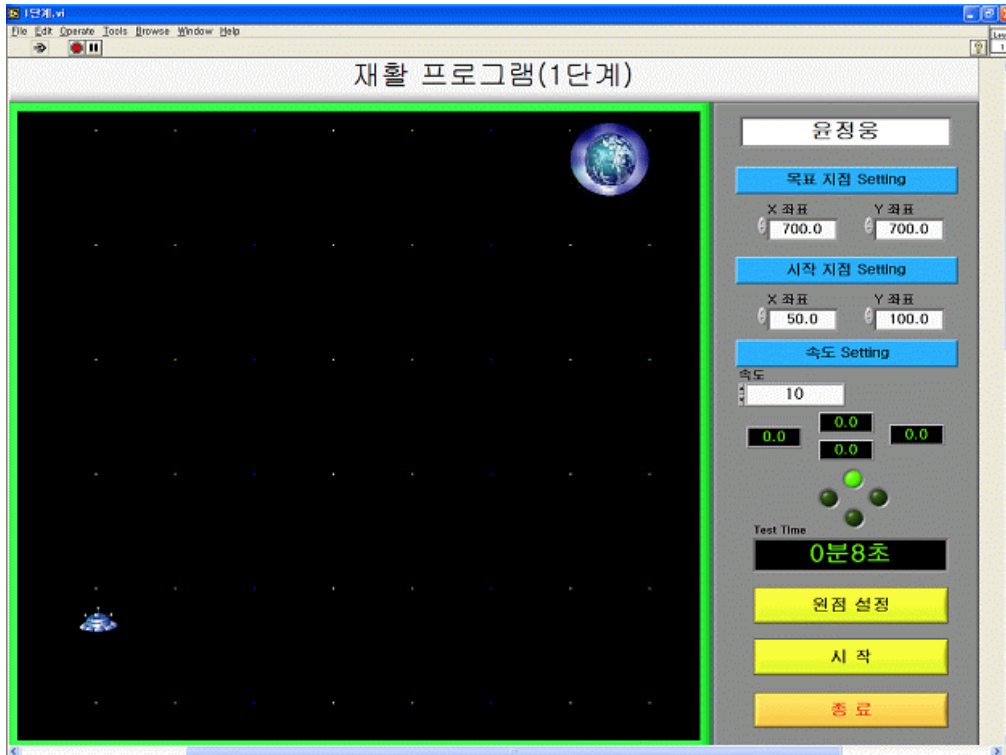 1단계.vi
File Edit Operate Tools Browse Window Help
재활 프로그램(1단계)
윤정웅
목표 지점 Setting
X 좌표 Y 좌표
700.0 700.0
시작 지점 Setting
X 좌표 Y 좌표
50.0 100.0
속도 Setting
속도
10
0.0
0.0 0.0
0.0
Test Time
0분8초
원점 설정
시 작
종 료